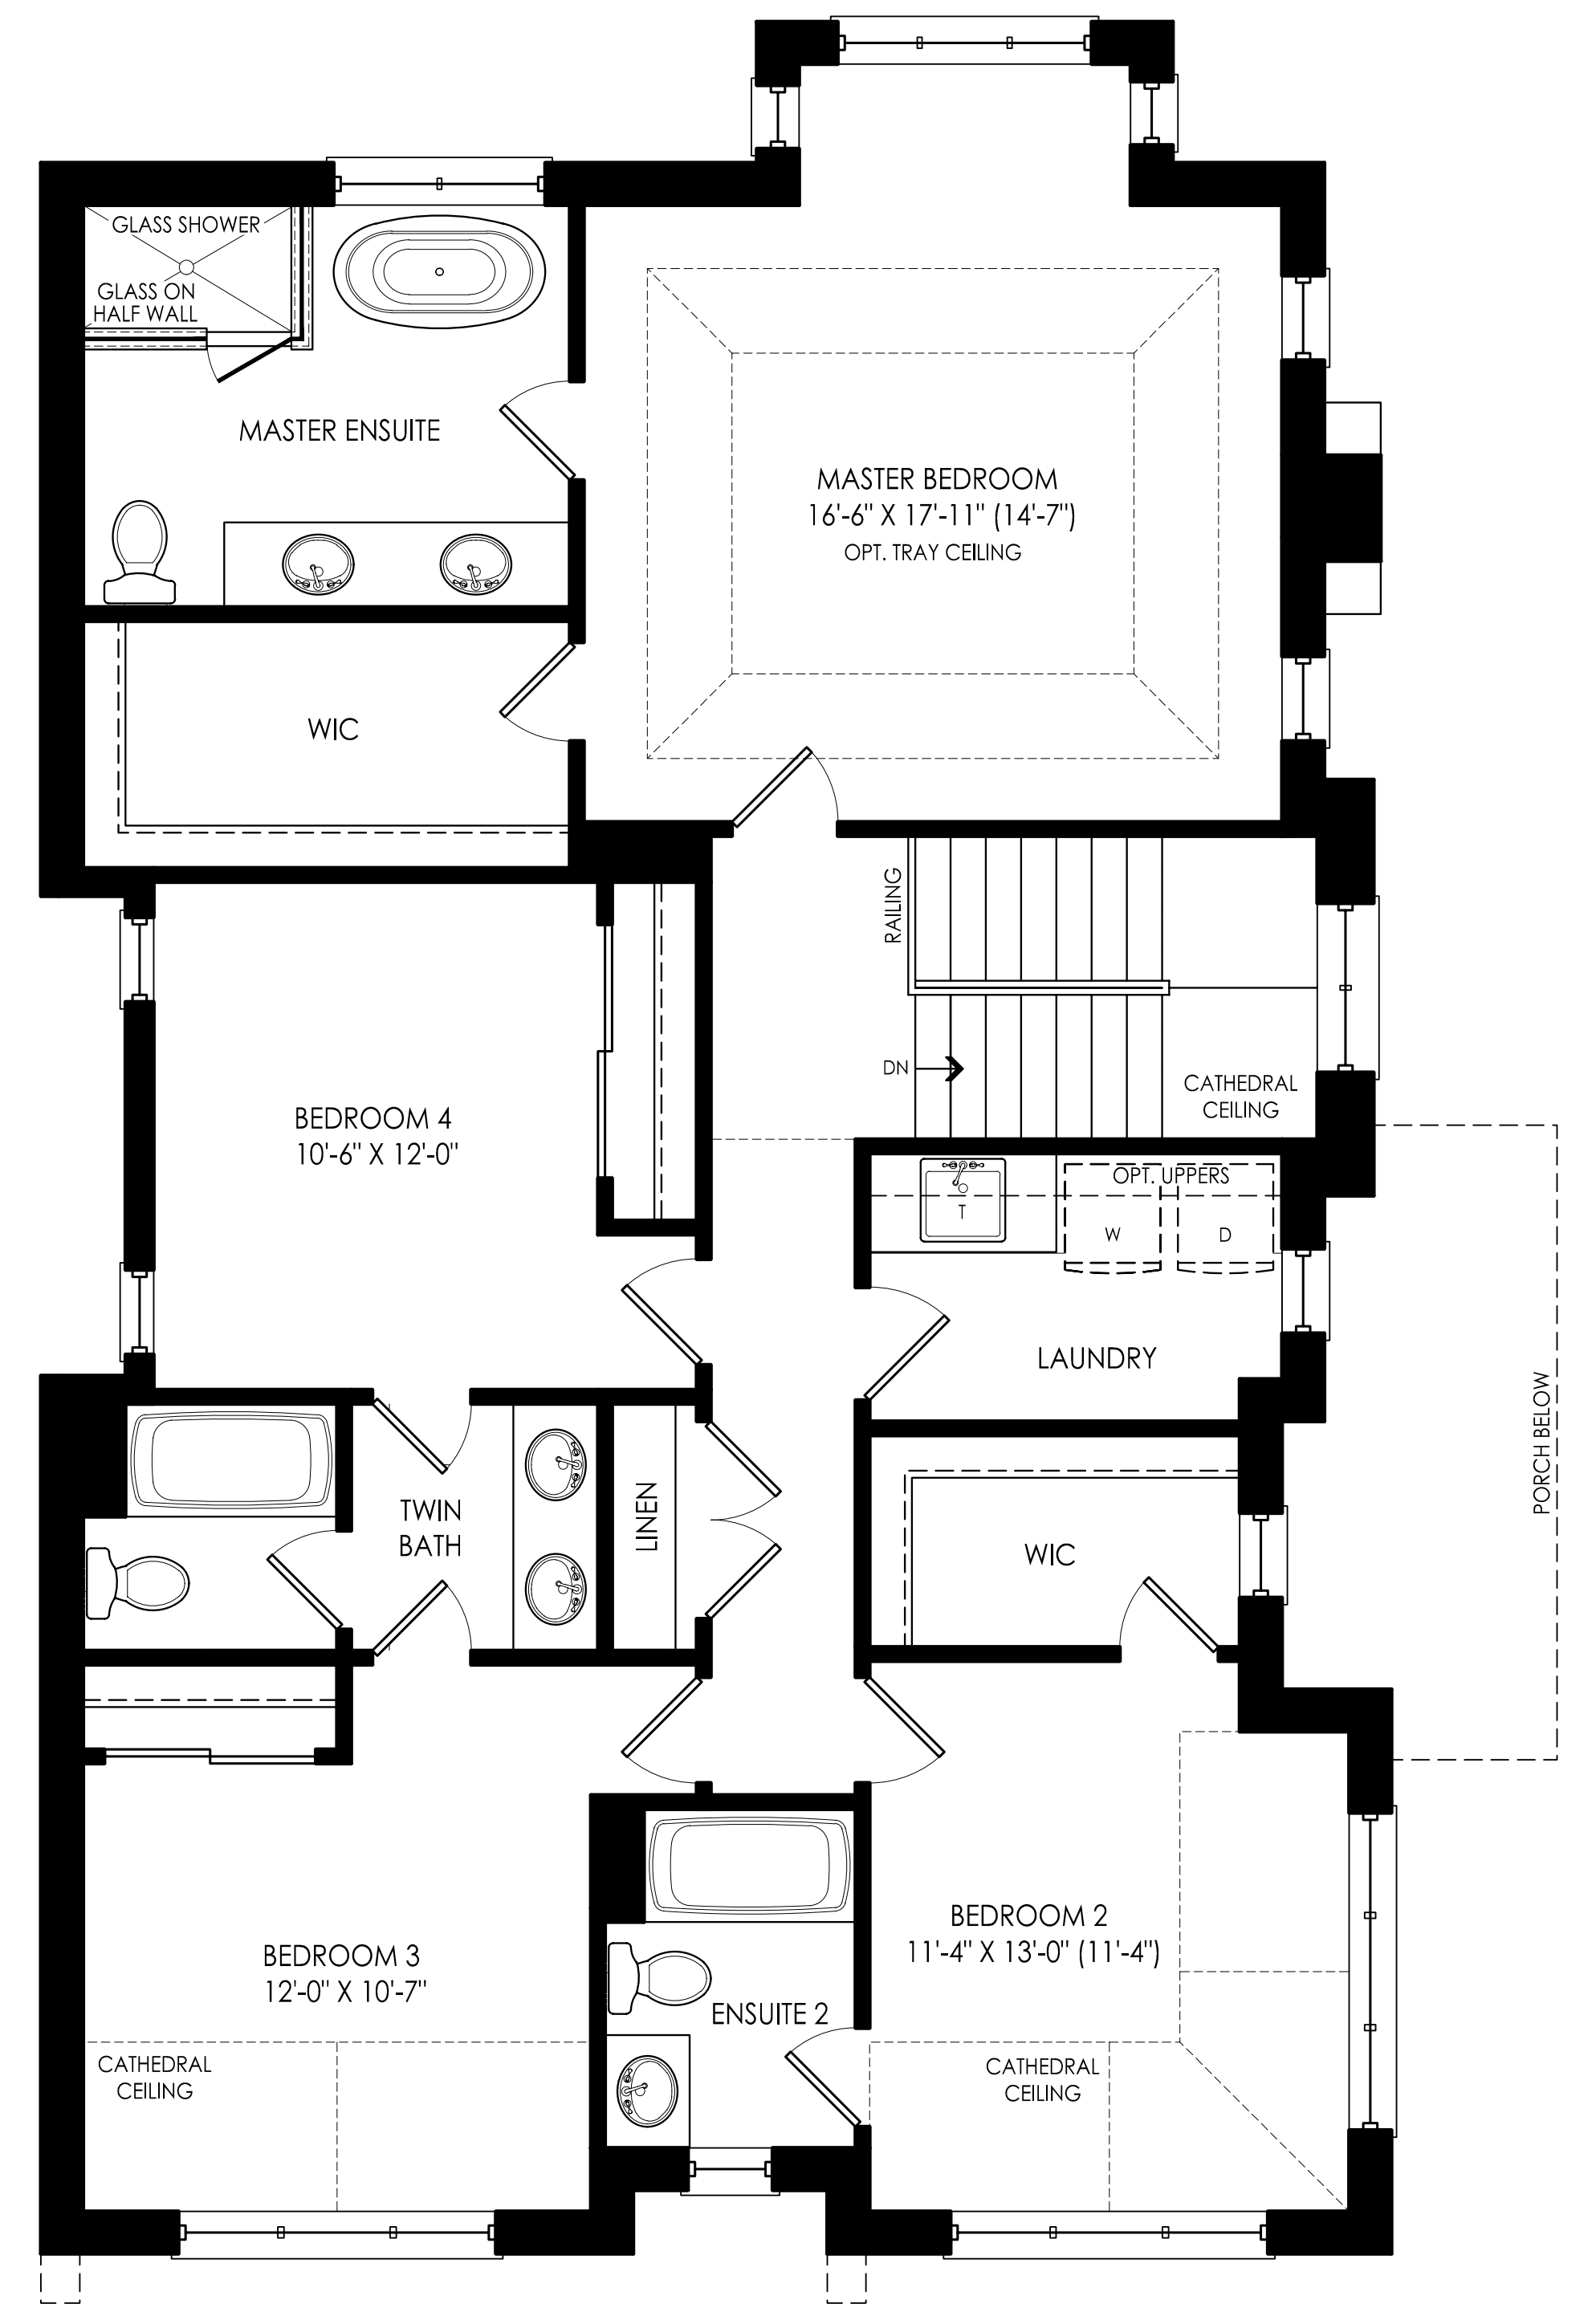 GLASS SHOWER
GLASS ON
HALF WALL
MASTER ENSUITE
MASTER BEDROOM
16'-6" X 17'-11" (14'-7")
OPT. TRAY CEILING
WIC
RAILING
DN
CATHEDRAL
CEILING
BEDROOM 4
10'-6" X 12'-0"
OPT. UPPERS
T
W
D
LAUNDRY
PORCH BELOW
TWIN
BATH
LINEN
WIC
BEDROOM 2
11'-4" X 13'-0" (11'-4")
BEDROOM 3
12'-0" X 10'-7"
ENSUITE 2
CATHEDRAL
CEILING
CATHEDRAL
CEILING